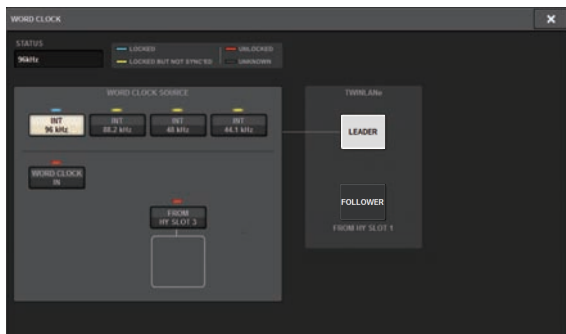 WORD CLOCK
STATUS
96kHz
LOCKED
UNLOCKED
LOCKED BUT NOT SYNC'ED
UNKNOWN
WORD CLOCK SOURCE
TWINLANe
INT
96 kHz
INT
88.2 kHz
INT
48 kHz
INT
44.1 kHz
LEADER
WORD CLOCK
IN
FROM
HY SLOT 3
FOLLOWER
FROM HY SLOT 1